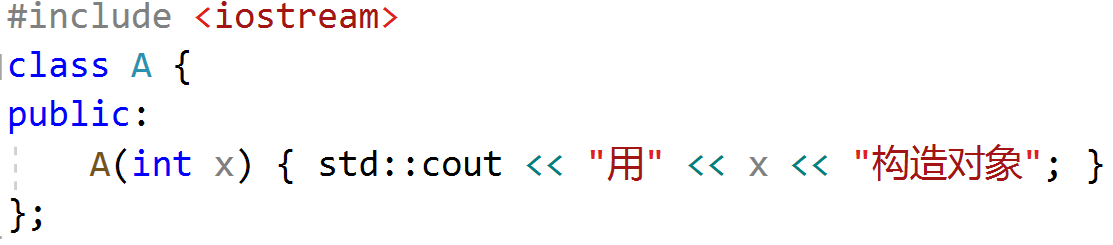 #include <iostream>
class A {
public:
    A(int x) { std::cout << "用" << x << "构造对象"; }
};